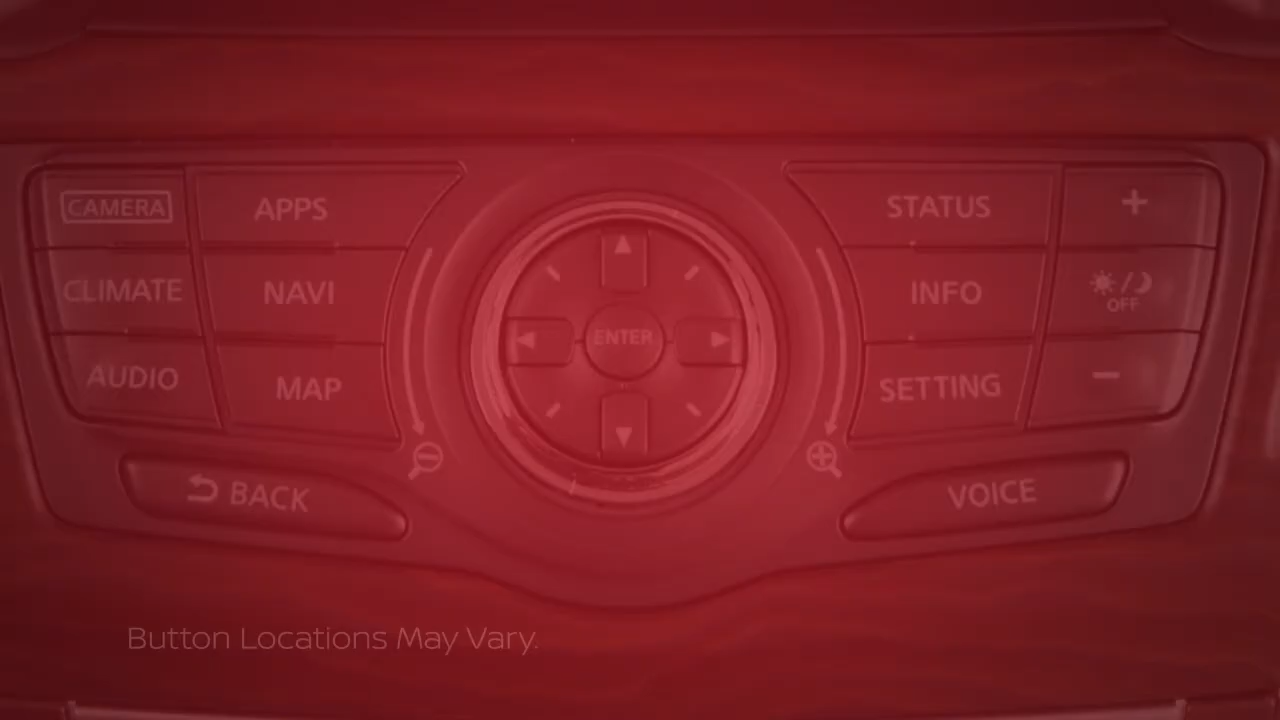 CAMERA
APPS
STATUS
+
CLIMATE
NAVI
INFO
/
OFF
ENTER
AUDIO
MAP
SETTING
−
BACK
VOICE
Button Locations May Vary.